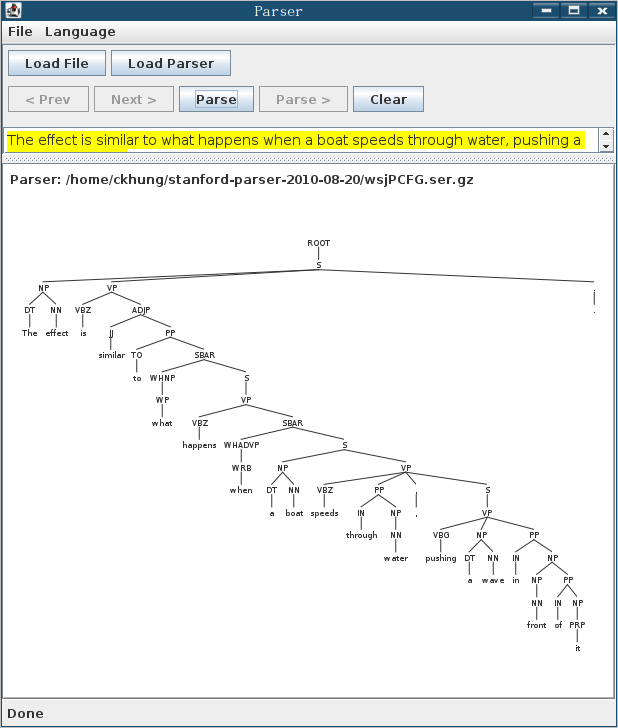 Parser
File Language
Load File Load Parser
< Prev Next > Parse Parse > Clear
The effect is similar to what happens when a boat speeds through water, pushing a
Parser: /home/ckhung/stanford-parser-2010-08-20/wsjPCFG.ser.gz
ROOT
S
NP VP .
DT NN VBZ ADJP .
The effect is JJ PP
similar TO SBAR
to WHNP S
WP VP
what VBZ SBAR
happens WHADVP S
WRB NP VP
when DT NN VBZ PP , S
a boat speeds IN NP , VP
through NN VBG NP PP
water pushing DT NN IN NP
a wave in NP PP
NN IN NP
front of PRP
it
Done